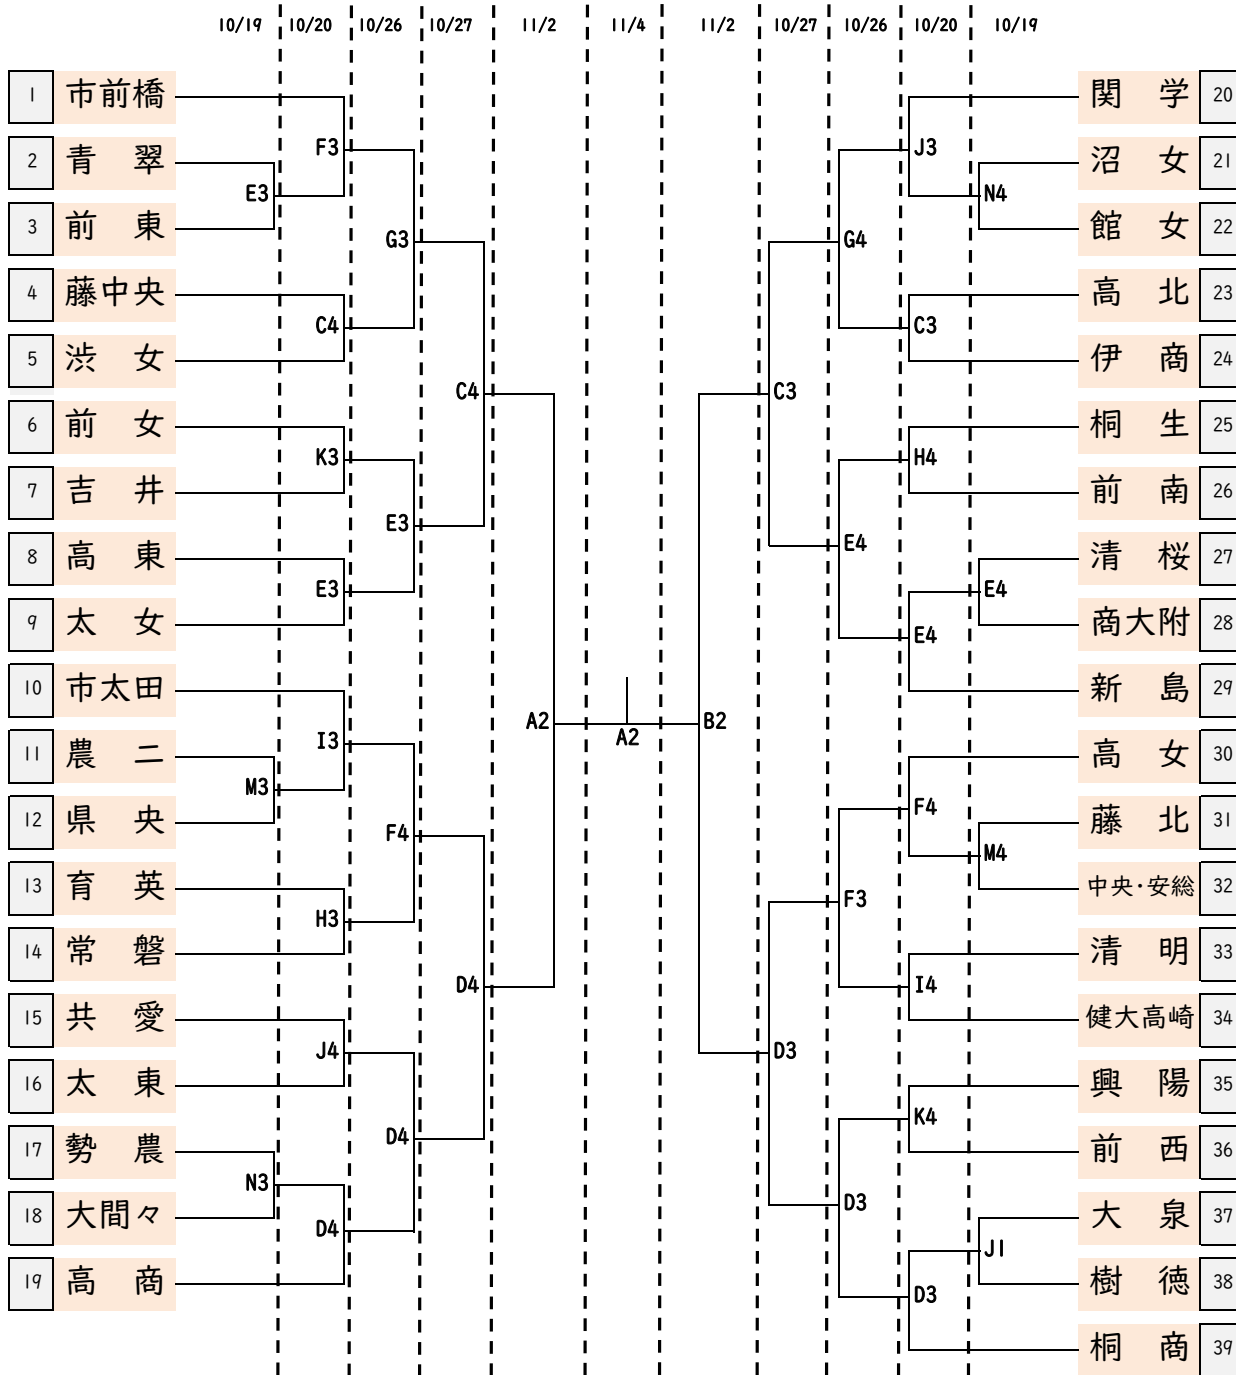 10/19 10/20 10/26 10/27 11/2 11/4 11/2 10/27 10/26 10/20 10/19
1 市前橋 関学 20
F3 J3
2 青翠 沼女 21
E3 N4
3 前東 館女 22
G3 G4
4 藤中央 高北 23
C4 C3
5 渋女 伊商 24
C4 C3
6 前女 桐生 25
K3 H4
7 吉井 前南 26
E3 E4
8 高東 清桜 27
E3 E4
9 太女 商大附 28
E4
10 市太田 新島 29
A2 A2 B2
I3
11 農二 高女 30
M3 F4
12 県央 藤北 31
F4 M4
13 育英 中央・安総 32
H3 F3
14 常磐 清明 33
D4 I4
15 共愛 健大高崎 34
J4 D3
16 太東 興陽 35
D4 K4
17 勢農 前西 36
N3 D3
18 大間々 大泉 37
D4 J1
19 高商 樹徳 38
D3
桐商 39